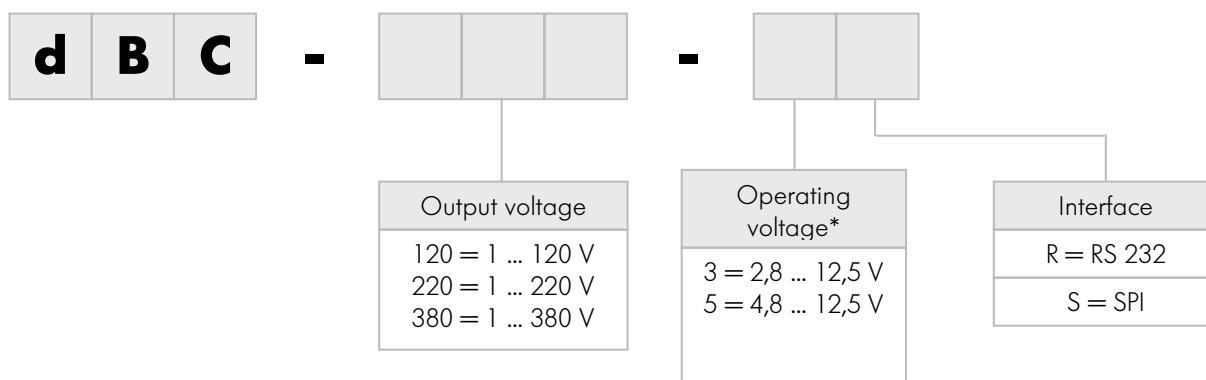 d B C - -
Output voltage
120 = 1 ... 120 V
220 = 1 ... 220 V
380 = 1 ... 380 V
Operating
voltage*
3 = 2,8 ... 12,5 V
5 = 4,8 ... 12,5 V
Interface
R = RS 232
S = SPI